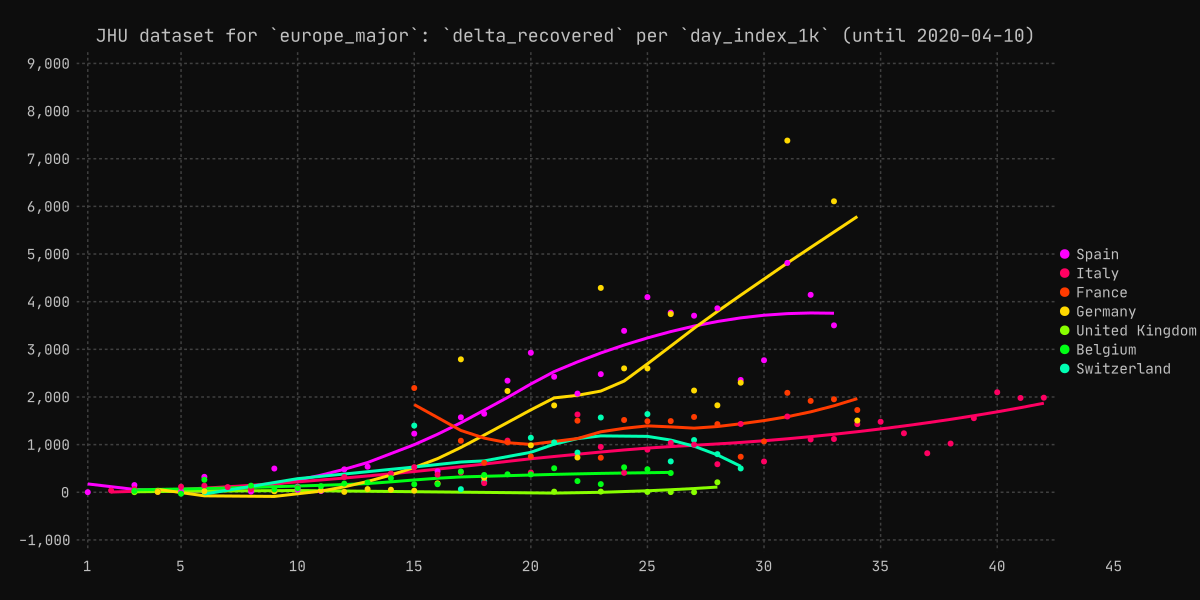 JHU dataset for `europe_major`: `delta_recovered` per `day_index_1k` (until 2020-04-10)
9,000
8,000
7,000
6,000
5,000
4,000
3,000
2,000
1,000
0
-1,000
1 5 10 15 20 25 30 35 40 45
Spain
Italy
France
Germany
United Kingdom
Belgium
Switzerland